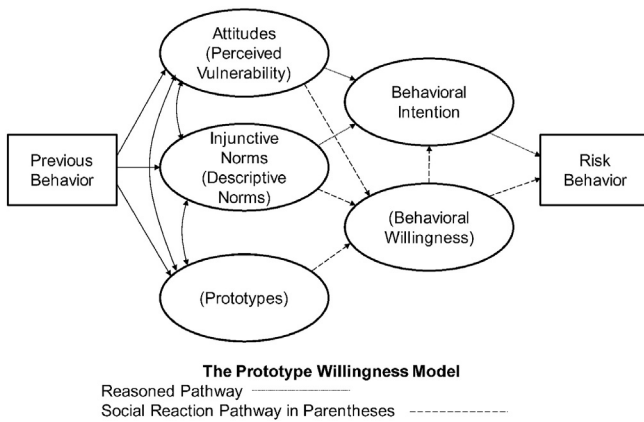 Attitudes
(Perceived
Vulnerability)
Behavioral
Intention
Previous
Behavior
Injunctive
Norms
(Descriptive
Norms)
Risk
Behavior
(Behavioral
Willingness)
(Prototypes)
The Prototype Willingness Model
Reasoned Pathway
Social Reaction Pathway in Parentheses